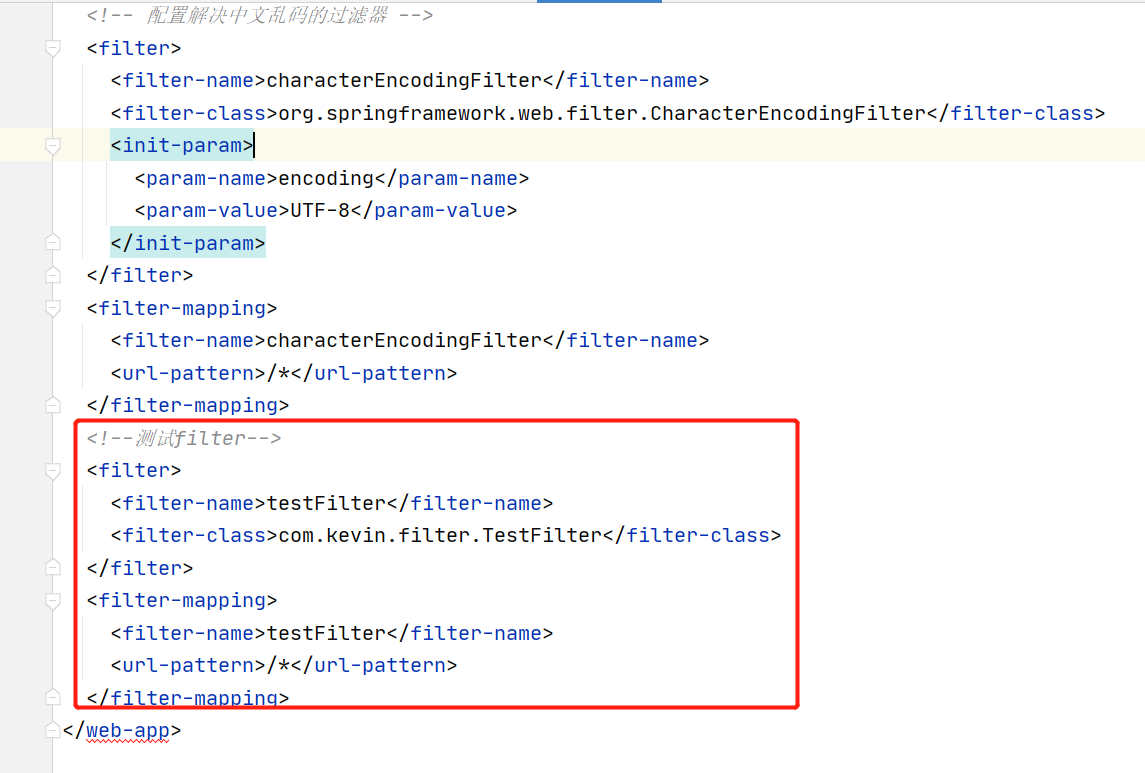 <!-- 配置解决中文乱码的过滤器 -->
<filter>
<filter-name>characterEncodingFilter</filter-name>
<filter-class>org.springframework.web.filter.CharacterEncodingFilter</filter-class>
<init-param>
<param-name>encoding</param-name>
<param-value>UTF-8</param-value>
</init-param>
</filter>
<filter-mapping>
<filter-name>characterEncodingFilter</filter-name>
<url-pattern>/*</url-pattern>
</filter-mapping>
<!--测试filter-->
<filter>
<filter-name>testFilter</filter-name>
<filter-class>com.kevin.filter.TestFilter</filter-class>
</filter>
<filter-mapping>
<filter-name>testFilter</filter-name>
<url-pattern>/*</url-pattern>
</filter-mapping>
</web-app>